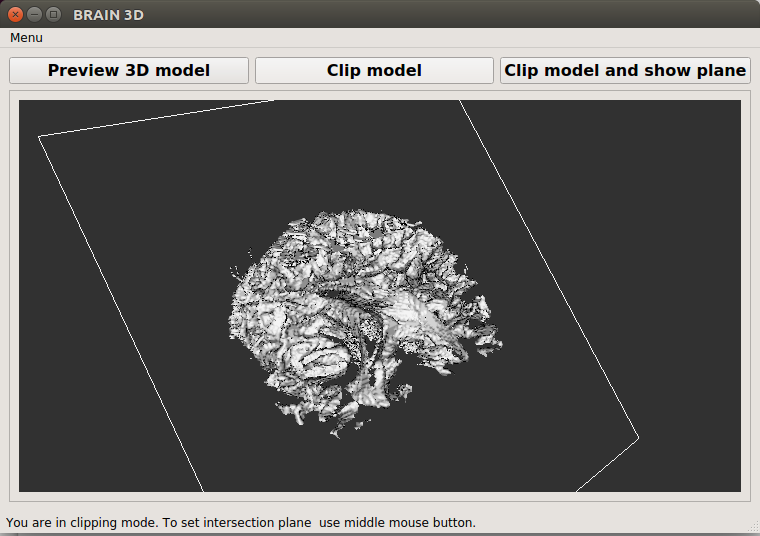 BRAIN 3D
Menu
Preview 3D model
Clip model
Clip model and show plane
You are in clipping mode. To set intersection plane  use middle mouse button.